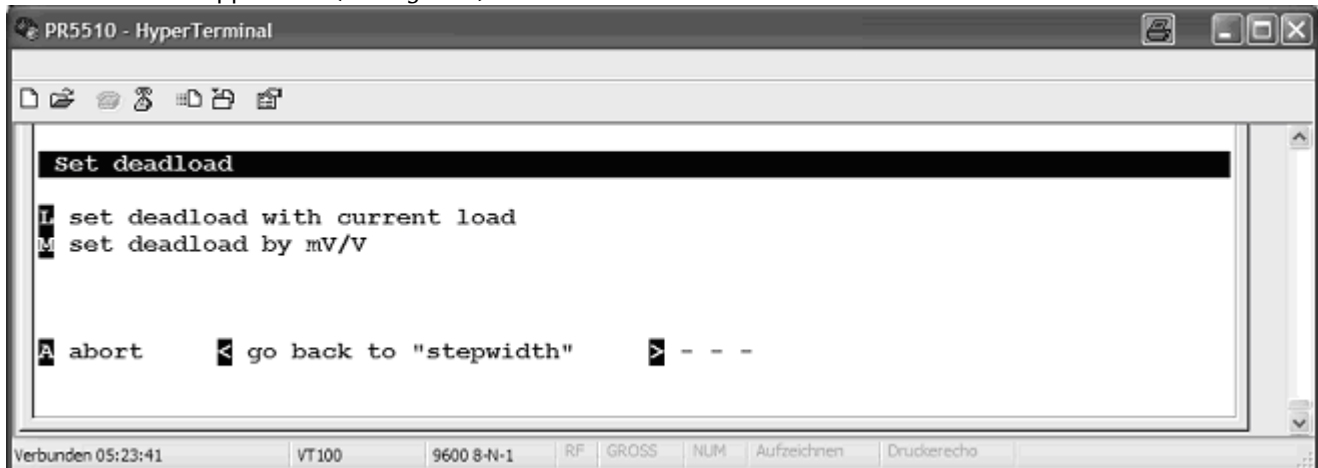 PR5510 - HyperTerminal
Set deadload
L set deadload with current load
M set deadload by mV/V
A abort < go back to "stepwidth" > - - -
Verbunden 05:23:41 VT100 9600 8-N-1 RF GROSS NUM Aufzeichnen Druckerecho